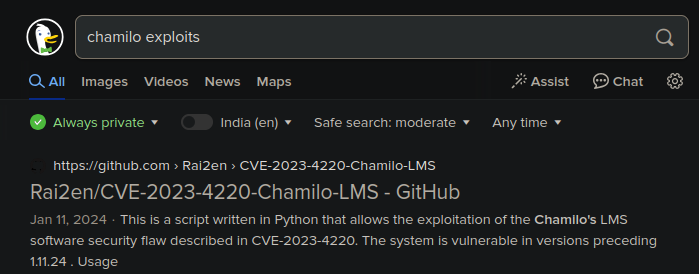 chamilo exploits
All Images Videos News Maps Assist Chat
Always private India (en) Safe search: moderate Any time
https://github.com › Rai2en › CVE-2023-4220-Chamilo-LMS
Rai2en/CVE-2023-4220-Chamilo-LMS - GitHub
Jan 11, 2024 · This is a script written in Python that allows the exploitation of the Chamilo's LMS
software security flaw described in CVE-2023-4220. The system is vulnerable in versions preceding
1.11.24 . Usage